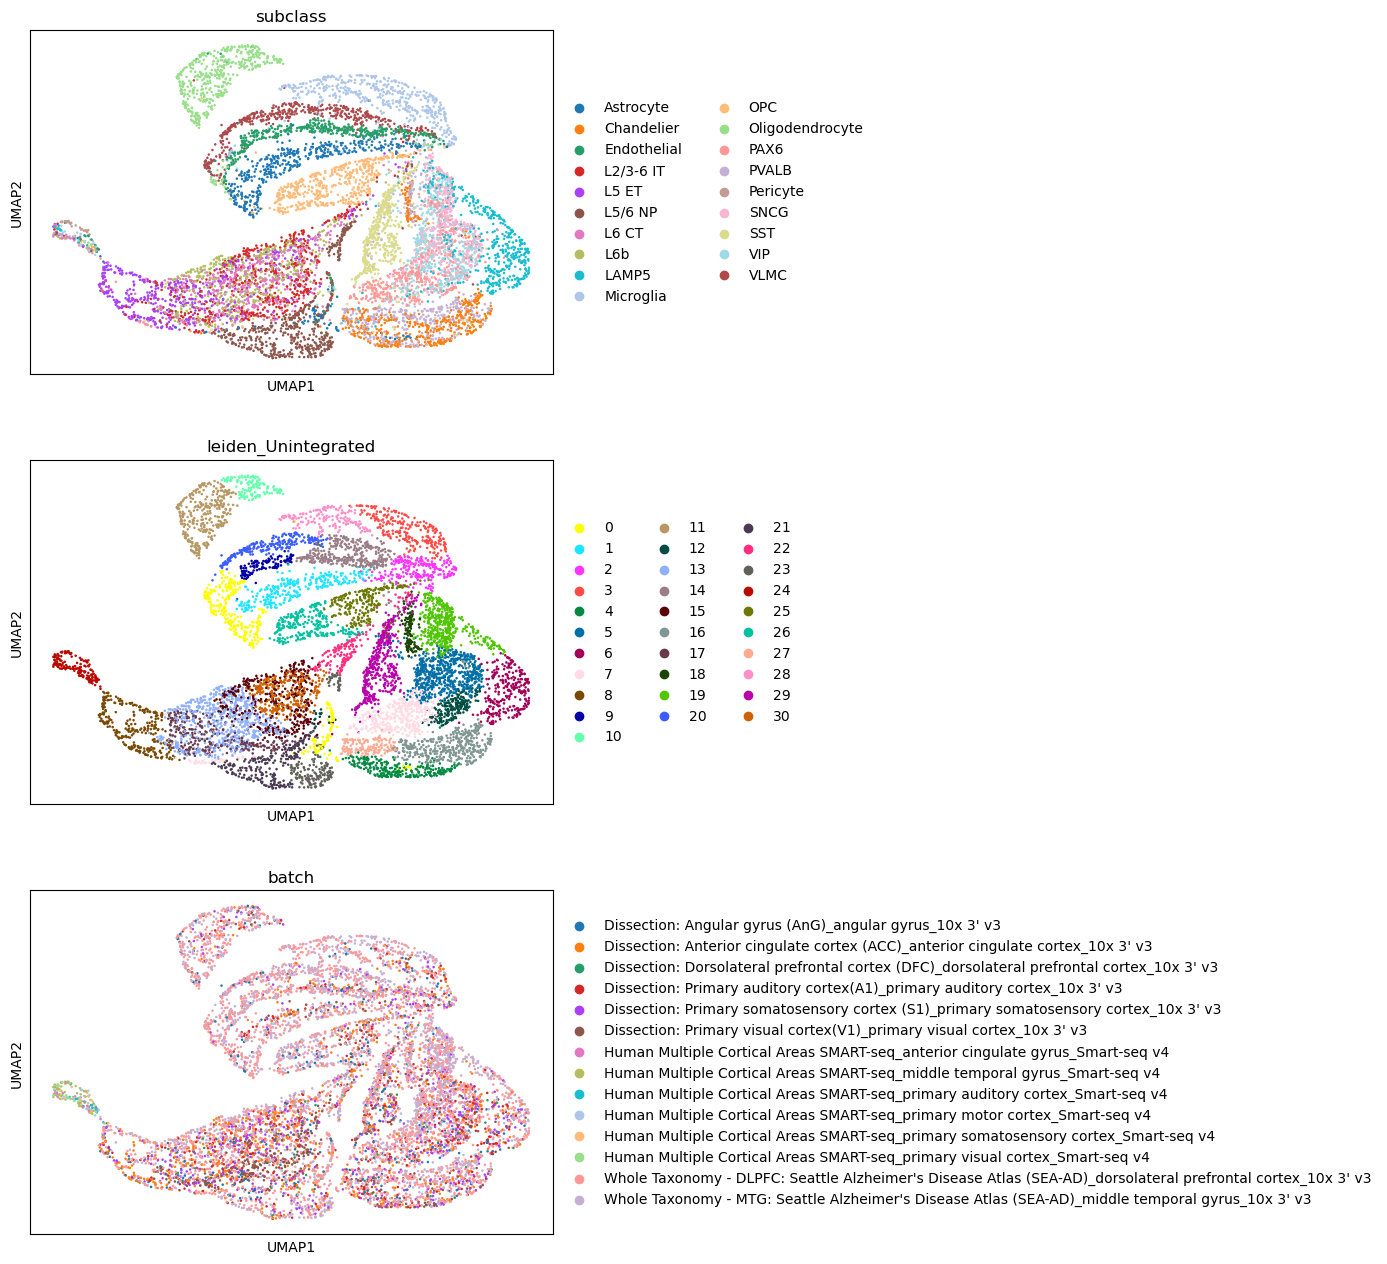 subclass
UMAP2
UMAP1
Astrocyte
Chandelier
Endothelial
L2/3-6 IT
L5 ET
L5/6 NP
L6 CT
L6b
LAMP5
Microglia
OPC
Oligodendrocyte
PAX6
PVALB
Pericyte
SNCG
SST
VIP
VLMC
leiden_Unintegrated
UMAP2
UMAP1
0
1
2
3
4
5
6
7
8
9
10
11
12
13
14
15
16
17
18
19
20
21
22
23
24
25
26
27
28
29
30
batch
UMAP2
UMAP1
Dissection: Angular gyrus (AnG)_angular gyrus_10x 3' v3
Dissection: Anterior cingulate cortex (ACC)_anterior cingulate cortex_10x 3' v3
Dissection: Dorsolateral prefrontal cortex (DFC)_dorsolateral prefrontal cortex_10x 3' v3
Dissection: Primary auditory cortex(A1)_primary auditory cortex_10x 3' v3
Dissection: Primary somatosensory cortex (S1)_primary somatosensory cortex_10x 3' v3
Dissection: Primary visual cortex(V1)_primary visual cortex_10x 3' v3
Human Multiple Cortical Areas SMART-seq_anterior cingulate gyrus_Smart-seq v4
Human Multiple Cortical Areas SMART-seq_middle temporal gyrus_Smart-seq v4
Human Multiple Cortical Areas SMART-seq_primary auditory cortex_Smart-seq v4
Human Multiple Cortical Areas SMART-seq_primary motor cortex_Smart-seq v4
Human Multiple Cortical Areas SMART-seq_primary somatosensory cortex_Smart-seq v4
Human Multiple Cortical Areas SMART-seq_primary visual cortex_Smart-seq v4
Whole Taxonomy - DLPFC: Seattle Alzheimer's Disease Atlas (SEA-AD)_dorsolateral prefrontal cortex_10x 3' v3
Whole Taxonomy - MTG: Seattle Alzheimer's Disease Atlas (SEA-AD)_middle temporal gyrus_10x 3' v3